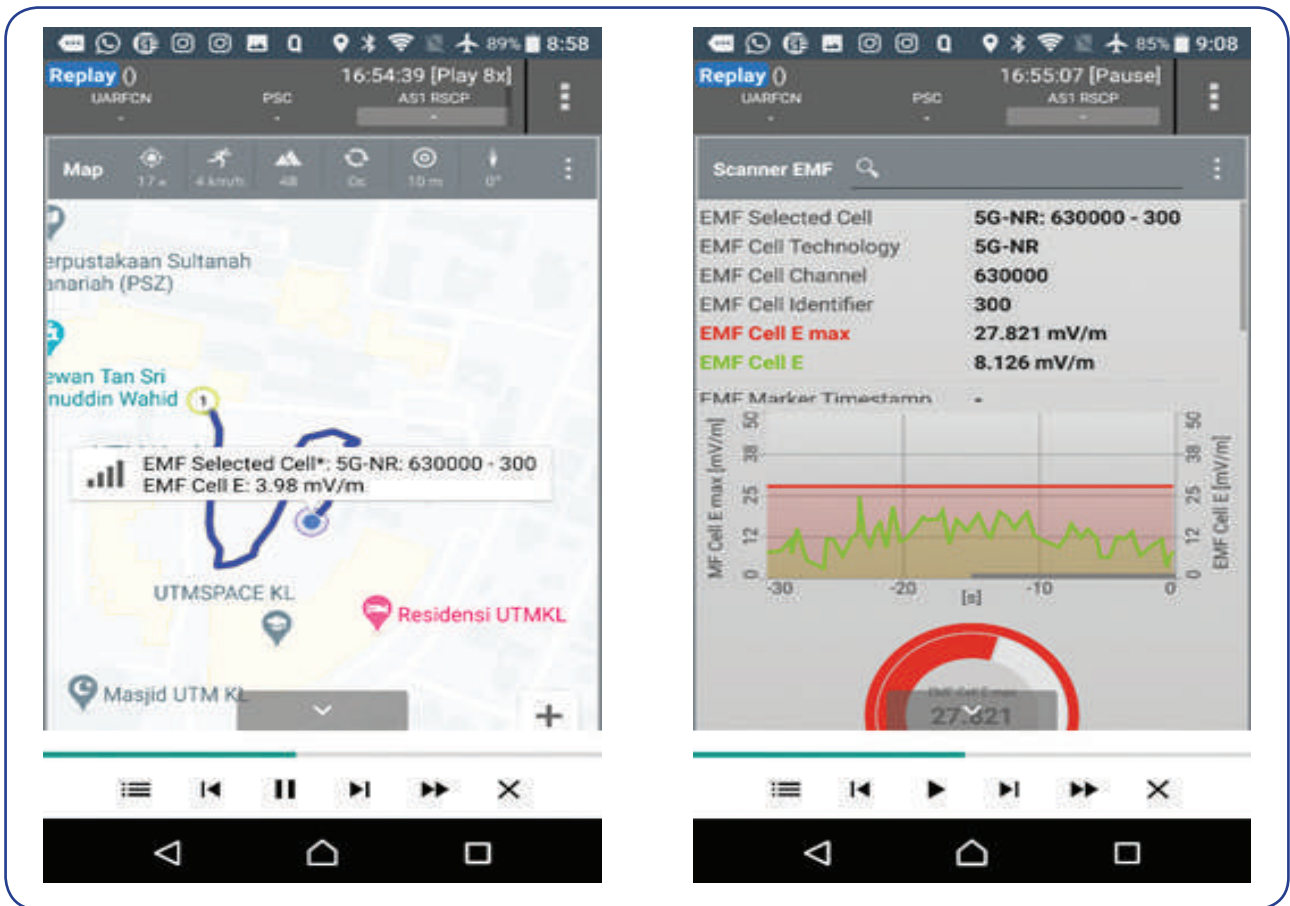 89% 8:58
Replay () 16:54:39 [Play 8x]
UARFCN PSC AS1 RSCP
- - -
Map 4 km/h 48 0s 10 m 0°
erpustakaan Sultanah
anariah (PSZ)
ewan Tan Sri
nuddin Wahid
1
EMF Selected Cell*: 5G-NR: 630000 - 300
EMF Cell E: 3.98 mV/m
UTMSPACE KL
Residensi UTMKL
Masjid UTM KL
85% 9:08
Replay () 16:55:07 [Pause]
UARFCN PSC AS1 RSCP
- - -
Scanner EMF
EMF Selected Cell 5G-NR: 630000 - 300
EMF Cell Technology 5G-NR
EMF Cell Channel 630000
EMF Cell Identifier 300
EMF Cell E max 27.821 mV/m
EMF Cell E 8.126 mV/m
EMF Marker Timestamp -
MF Cell E max [mV/m]
50
38
25
12
0
50
38
25
12
0
EMF Cell E [mV/m]
-30 -20 -10 0
[s]
EMF Cell E max
27.821